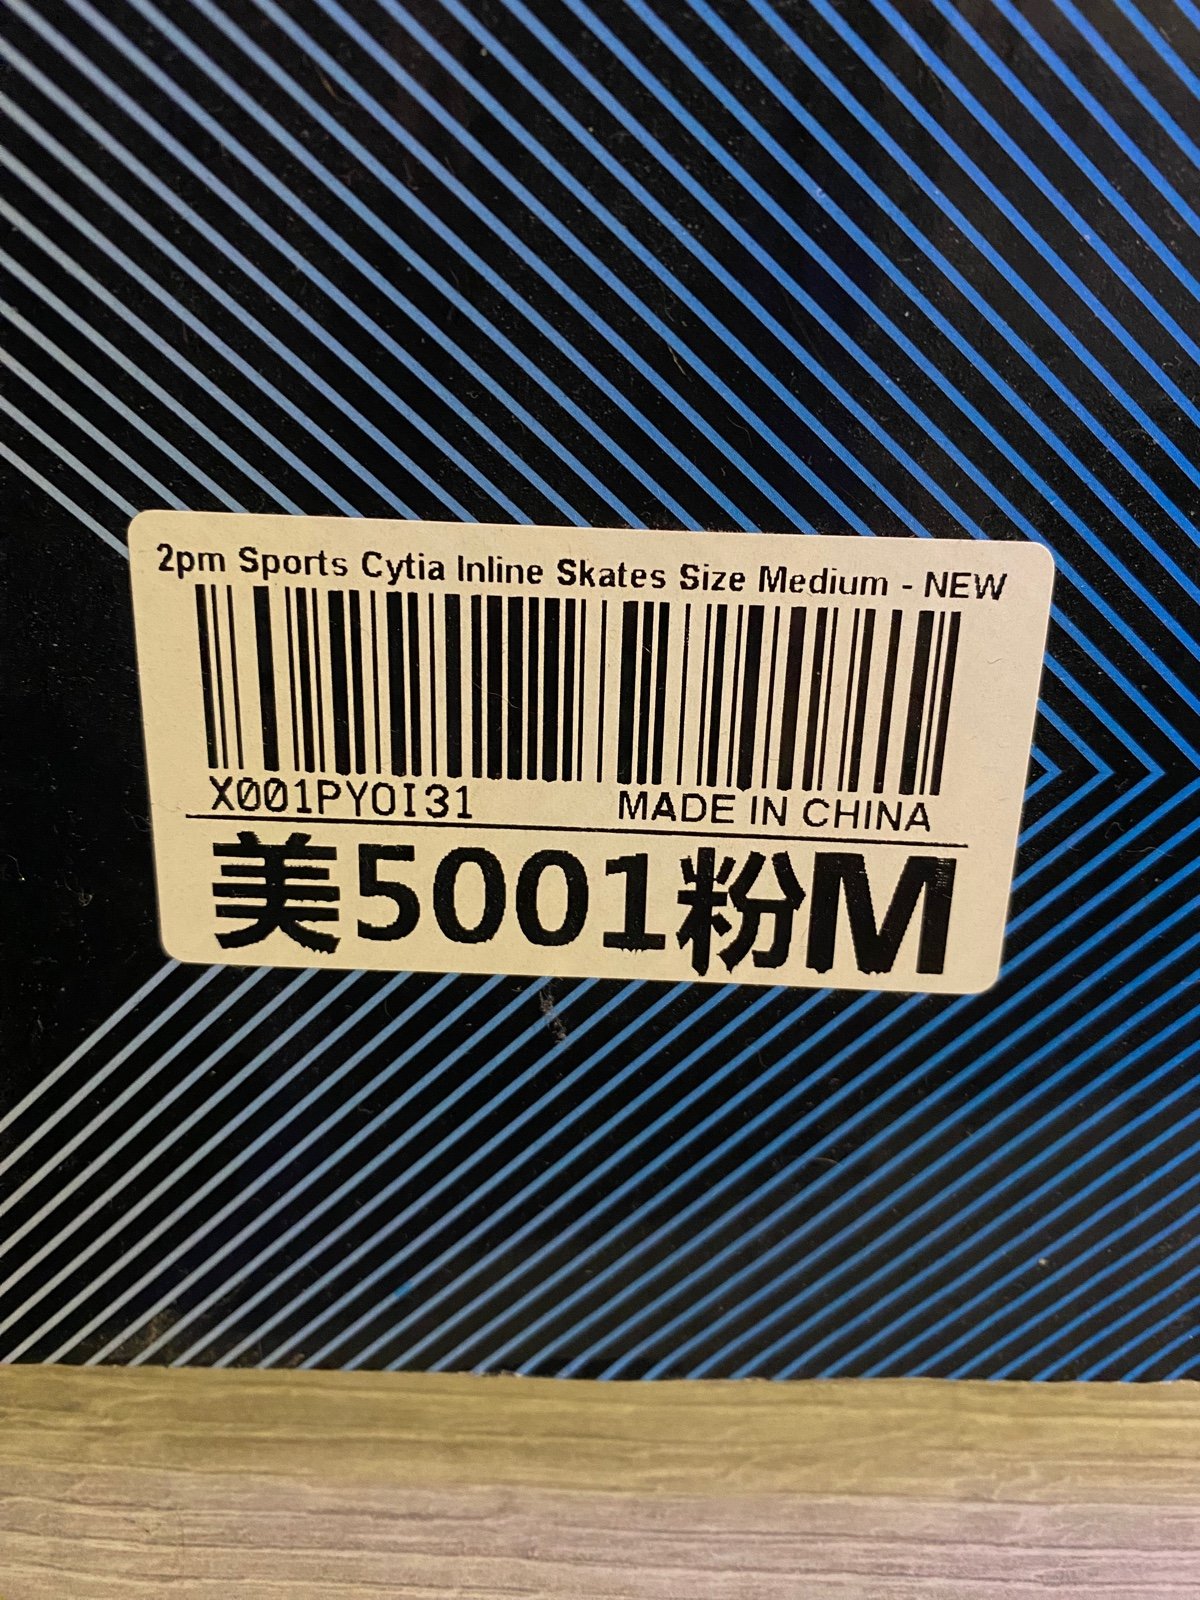 2pm Sports Cytia Inline Skates Size Medium - NEW
X001PYOI31 MADE IN CHINA
美5001粉M